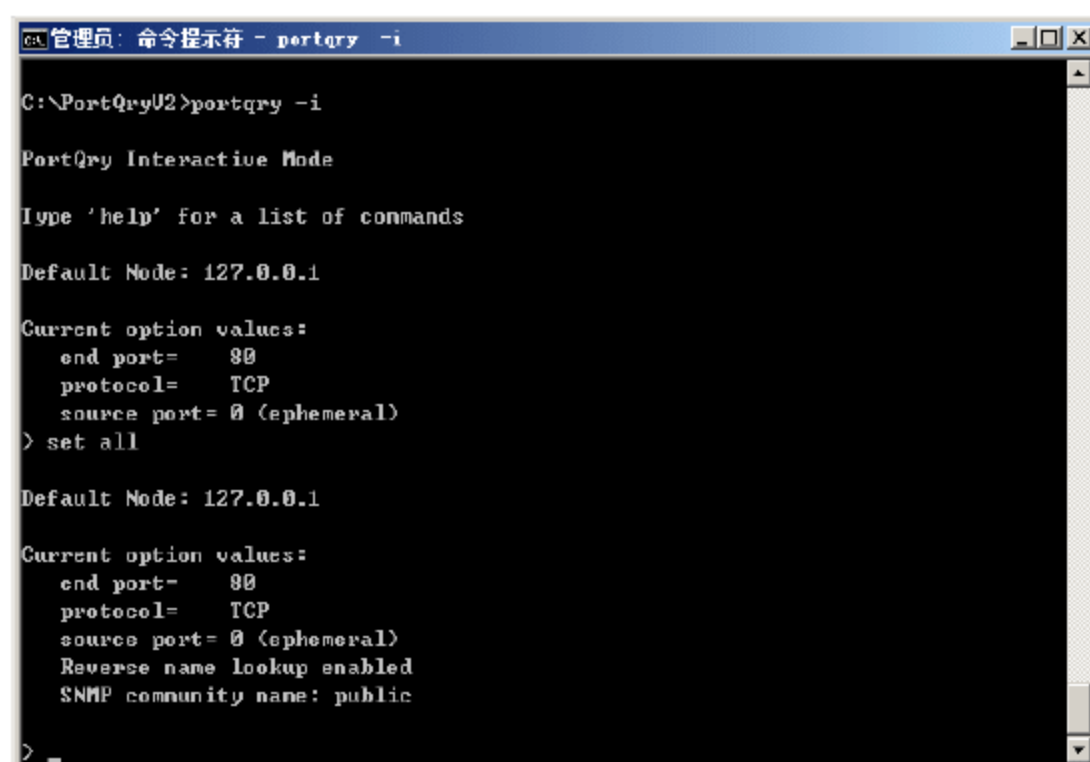 管理员: 命令提示符 - portqry -i
C:\PortQryV2>portqry -i
PortQry Interactive Mode
Type 'help' for a list of commands
Default Node: 127.0.0.1
Current option values:
end port= 80
protocol= TCP
source port= 0 (ephemeral)
> set all
Default Node: 127.0.0.1
Current option values:
end port= 80
protocol= TCP
source port= 0 (ephemeral)
Reverse name lookup enabled
SNMP community name: public
> _